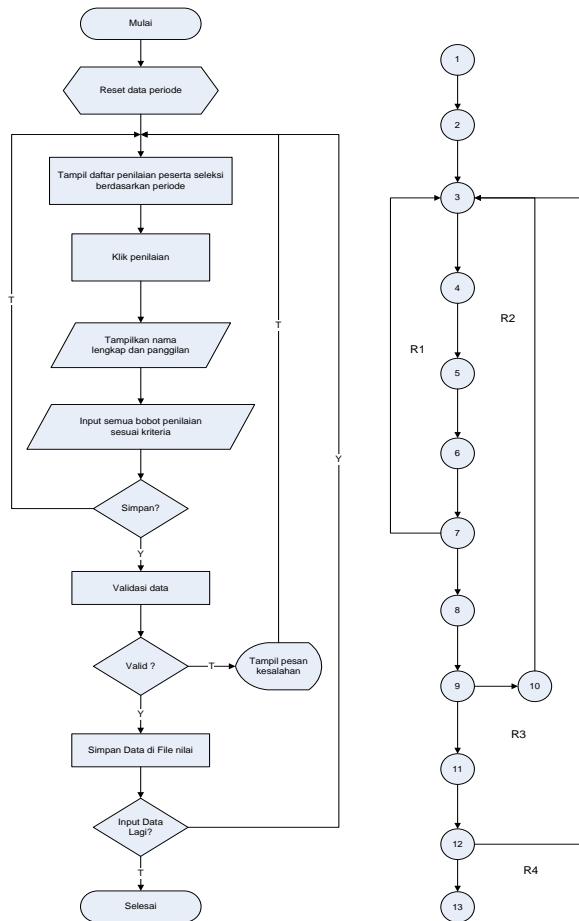 Mulai
Reset data periode
Tampil daftar penilaian peserta seleksi
berdasarkan periode
Klik penilaian
Tampilkan nama
lengkap dan panggilan
Input semua bobot penilaian
sesuai kriteria
Simpan?
T
Y
Validasi data
Valid ?
T
Tampil pesan
kesalahan
T
Y
Simpan Data di File nilai
Input Data
Lagi?
Y
T
Selesai
1
2
3
4
R2
R1
5
6
7
8
9
10
R3
11
12
R4
13